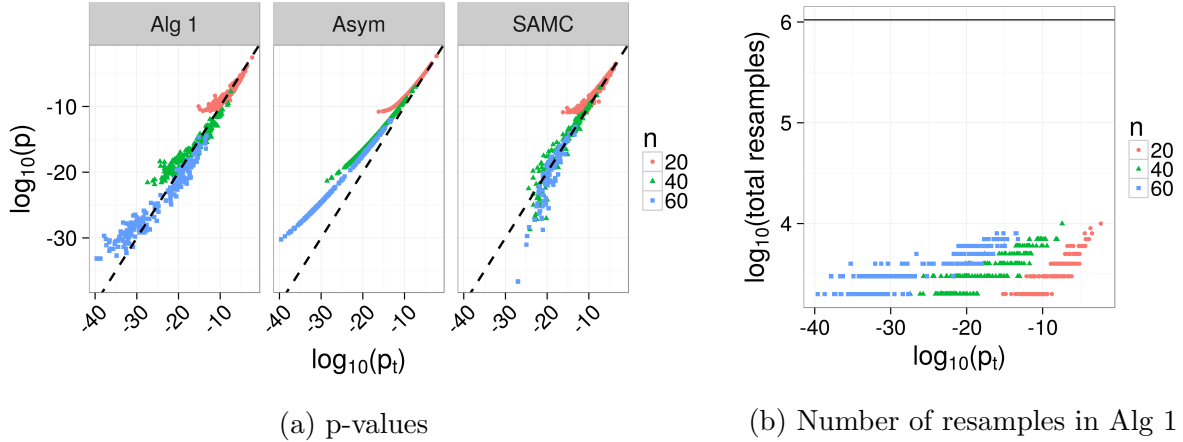 Alg 1
Asym
SAMC
log₁₀(p)
-10
-20
-30
-40
-30
-20
-10
-40
-30
-20
-10
-40
-30
-20
-10
log₁₀(pₜ)
n
20
40
60
(a) p-values
log₁₀(total resamples)
6
5
4
-40
-30
-20
-10
log₁₀(pₜ)
n
20
40
60
(b) Number of resamples in Alg 1